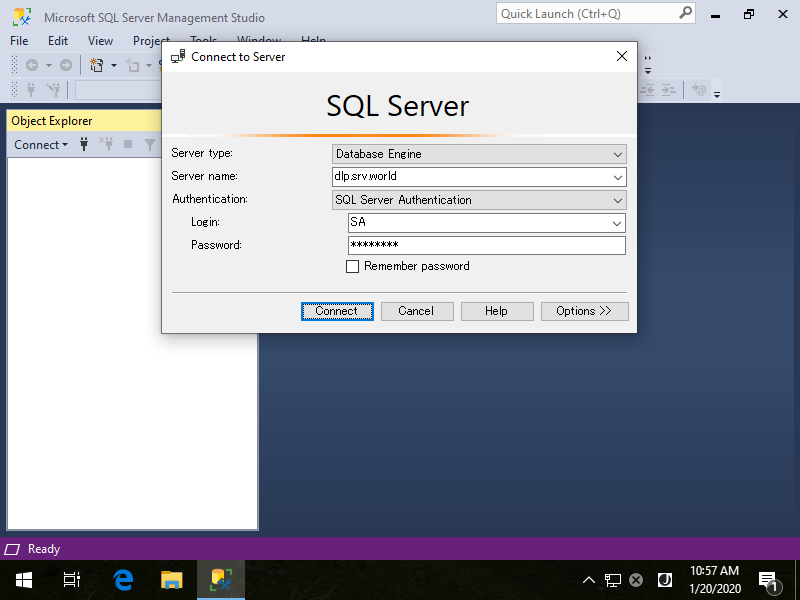 Microsoft SQL Server Management Studio
Quick Launch (Ctrl+Q)
File Edit View Project Tools Window Help
Connect to Server
SQL Server
Object Explorer
Connect
Server type: Database Engine
Server name: dlp.srv.world
Authentication: SQL Server Authentication
Login: SA
Password: ********
Remember password
Connect Cancel Help Options >>
Ready
10:57 AM
1/20/2020
1